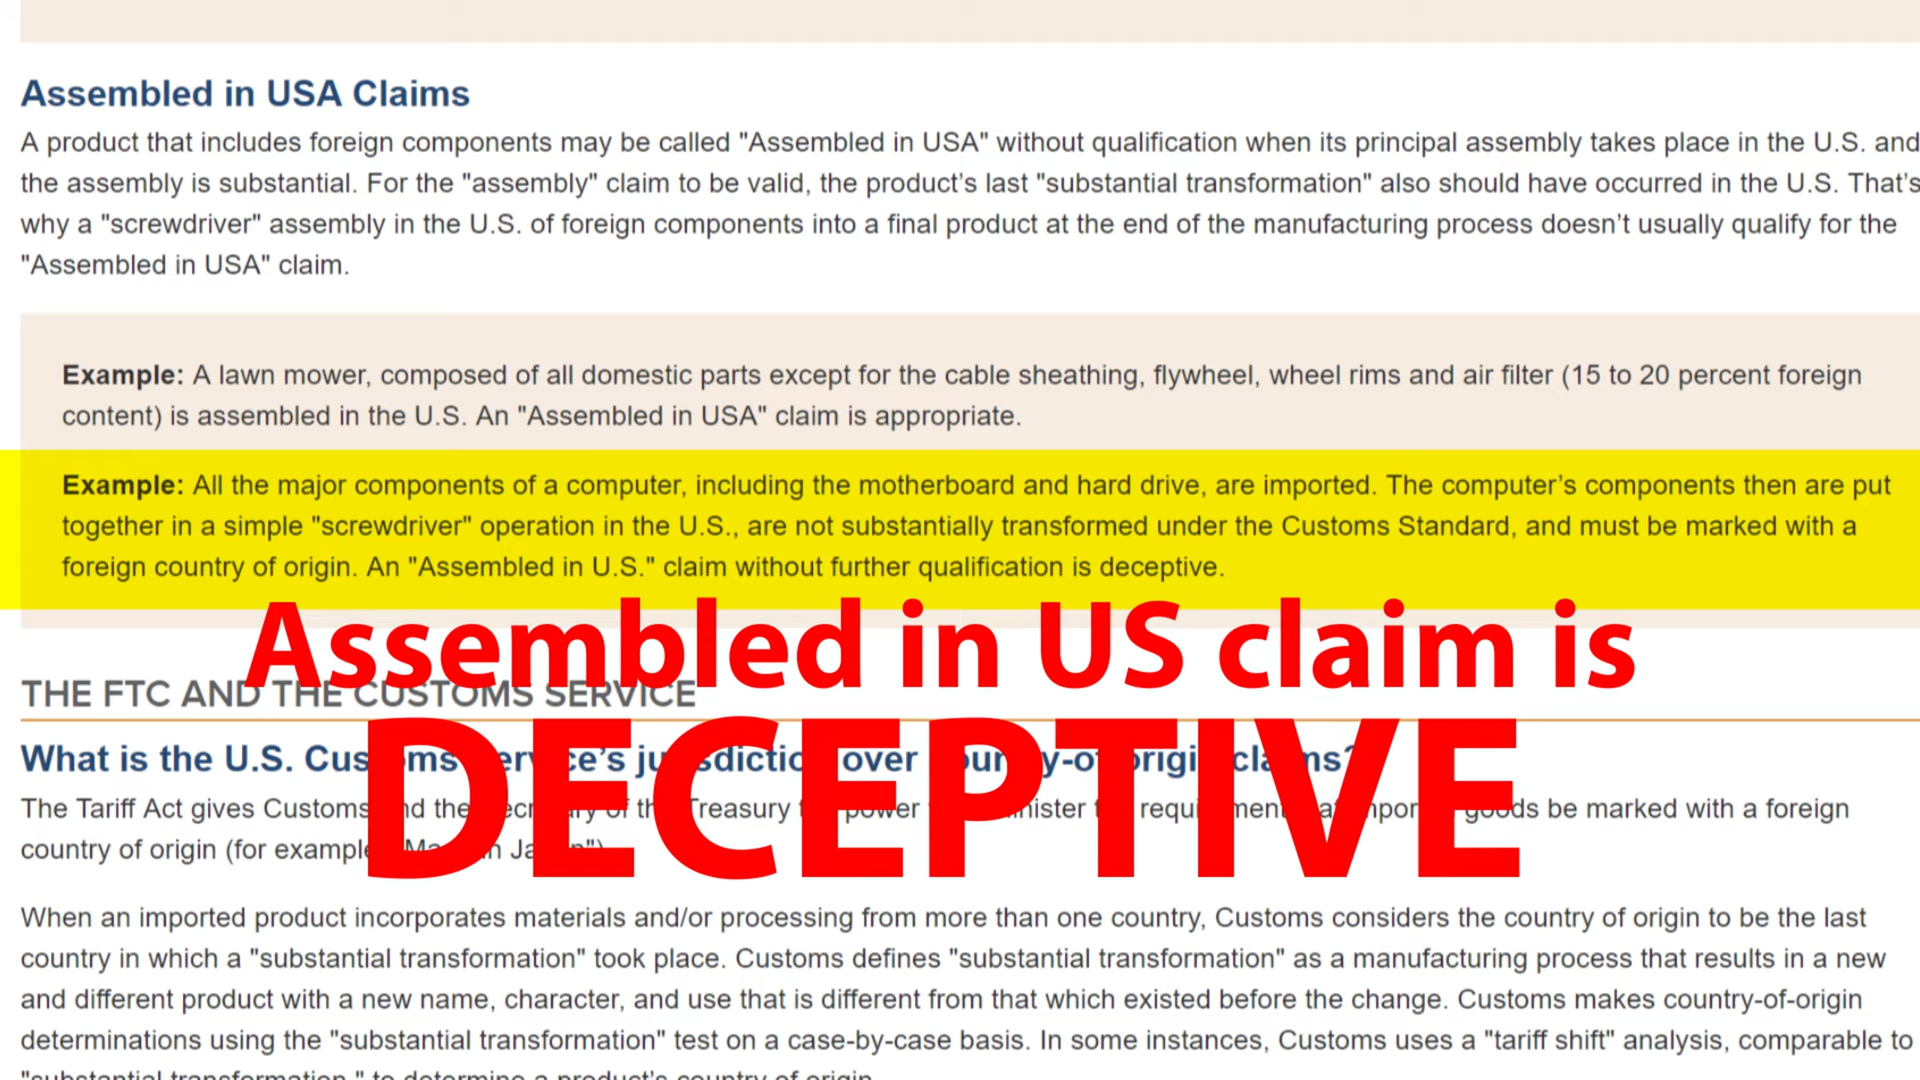 Assembled in USA Claims
A product that includes foreign components may be called "Assembled in USA" without qualification when its principal assembly takes place in the U.S. and
the assembly is substantial. For the "assembly" claim to be valid, the product's last "substantial transformation" also should have occurred in the U.S. That's
why a "screwdriver" assembly in the U.S. of foreign components into a final product at the end of the manufacturing process doesn't usually qualify for the
"Assembled in USA" claim.
Example: A lawn mower, composed of all domestic parts except for the cable sheathing, flywheel, wheel rims and air filter (15 to 20 percent foreign
content) is assembled in the U.S. An "Assembled in USA" claim is appropriate.
Example: All the major components of a computer, including the motherboard and hard drive, are imported. The computer's components then are put
together in a simple "screwdriver" operation in the U.S., are not substantially transformed under the Customs Standard, and must be marked with a
foreign country of origin. An "Assembled in U.S." claim without further qualification is deceptive.
Assembled in US claim is
THE FTC AND THE CUSTOMS SERVICE
DECEPTIVE
What is the U.S. over
The Tariff Act gives Customs the Treasury power be marked with a foreign
country of origin (for example
When an imported product incorporates materials and/or processing from more than one country, Customs considers the country of origin to be the last
country in which a "substantial transformation" took place. Customs defines "substantial transformation" as a manufacturing process that results in a new
and different product with a new name, character, and use that is different from that which existed before the change. Customs makes country-of-origin
determinations using the "substantial transformation" test on a case-by-case basis. In some instances, Customs uses a "tariff shift" analysis, comparable to
"substantial transformation," to determine a product's country of origin.